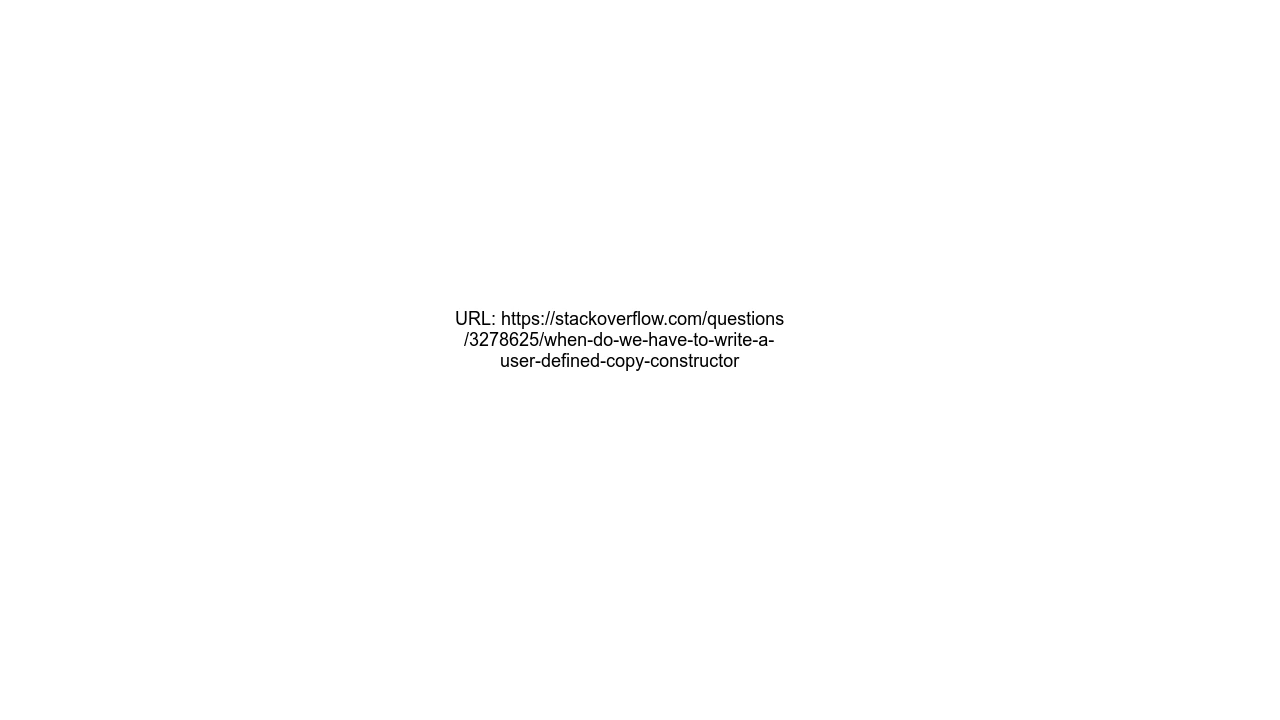 URL: https://stackoverflow.com/questions
/3278625/when-do-we-have-to-write-a-
user-defined-copy-constructor